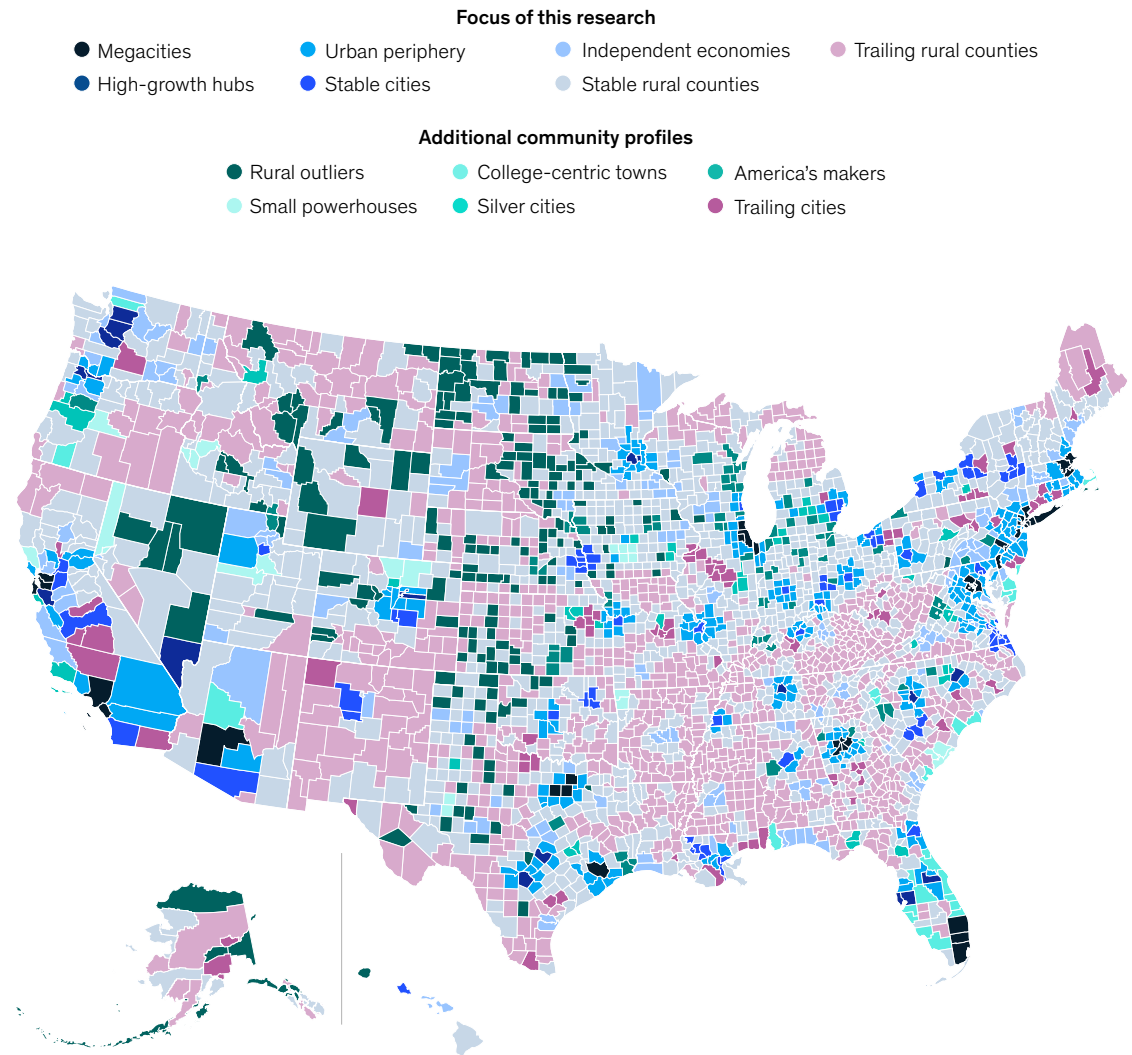 Focus of this research
Megacities
Urban periphery
Independent economies
Trailing rural counties
High-growth hubs
Stable cities
Stable rural counties
Additional community profiles
Rural outliers
College-centric towns
America’s makers
Small powerhouses
Silver cities
Trailing cities